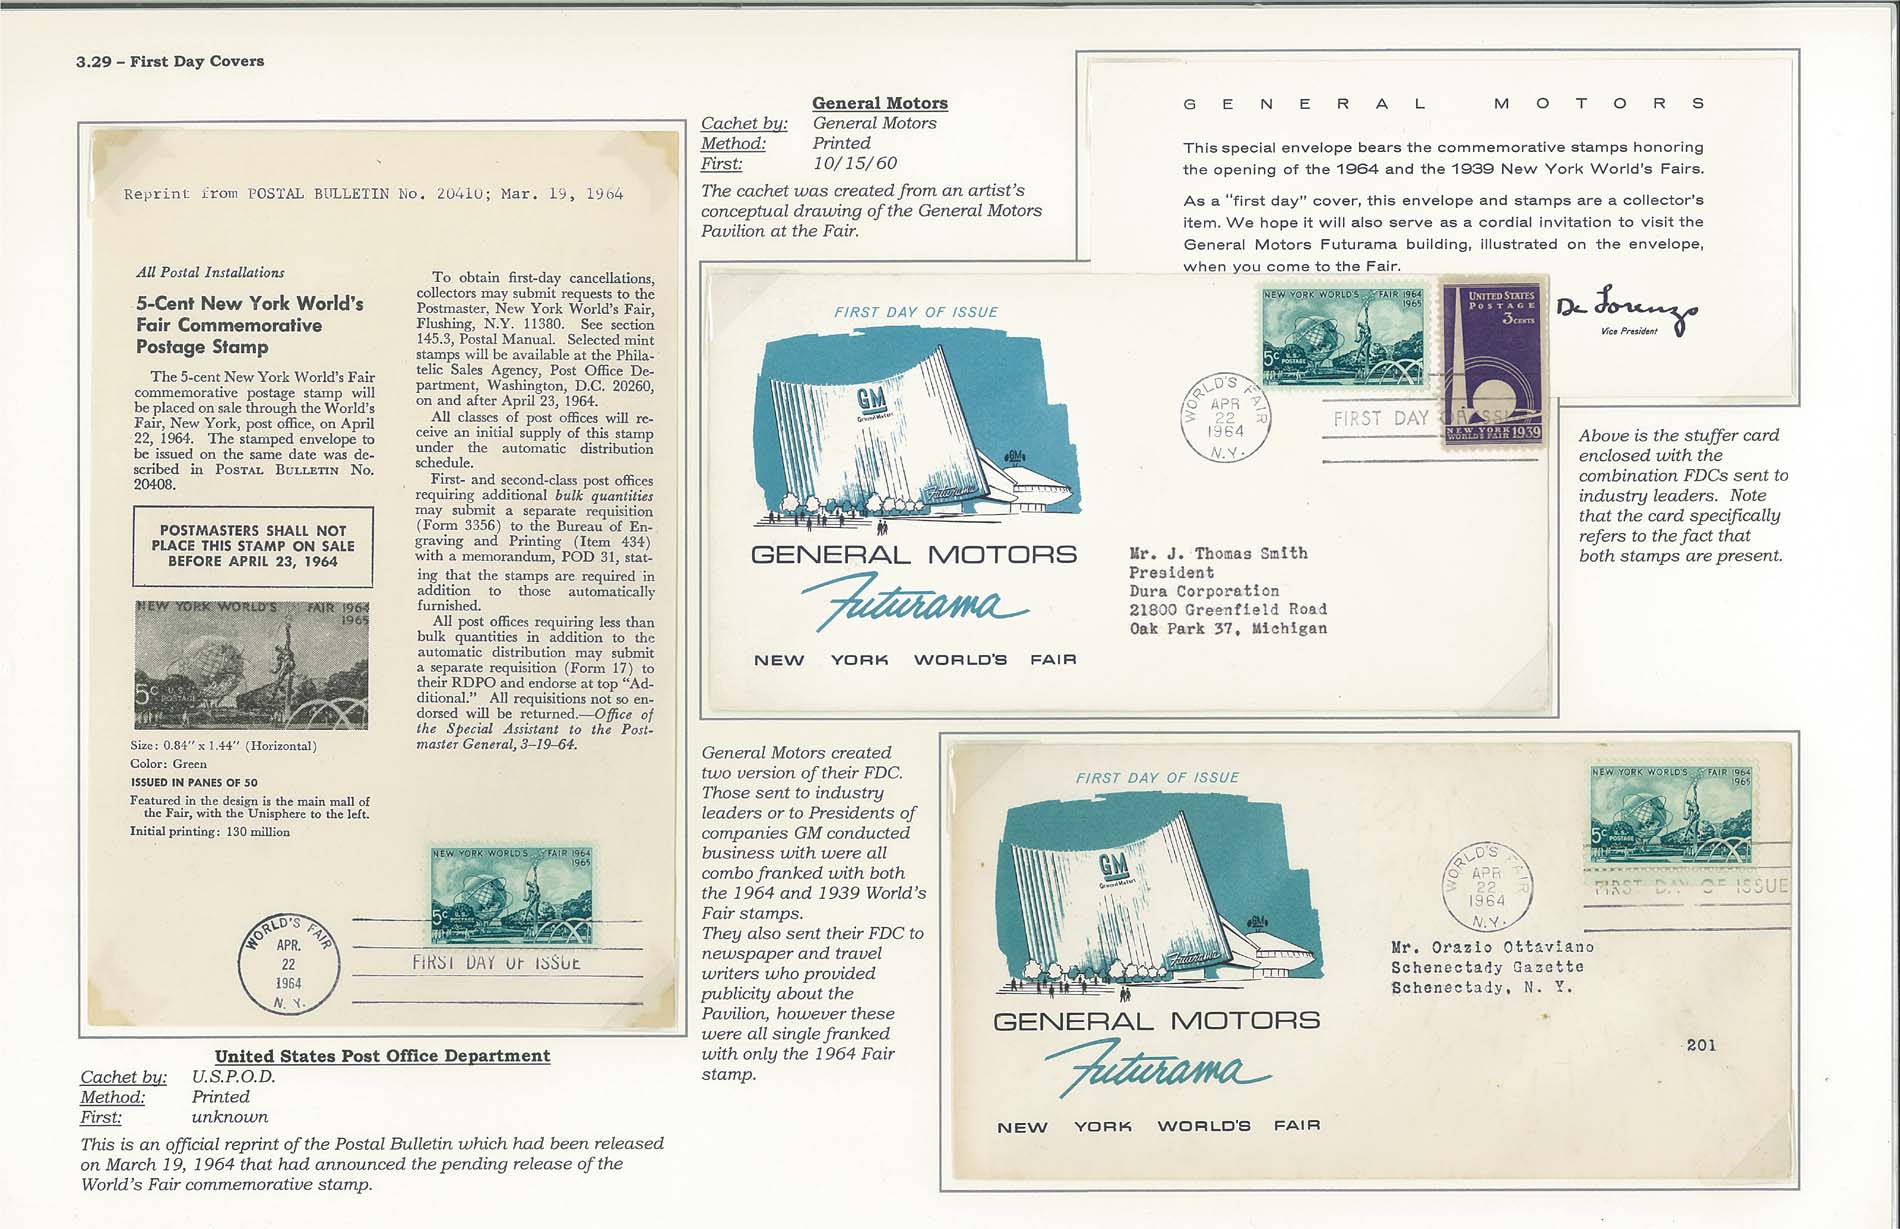 3.29 – First Day Covers
Reprint from POSTAL BULLETIN No. 20410; Mar. 19, 1964
All Postal Installations
5-Cent New York World's
Fair Commemorative
Postage Stamp
The 5-cent New York World's Fair
commemorative postage stamp will
be placed on sale through the World's
Fair, New York, post office, on April
22, 1964. The stamped envelope to
be issued on the same date was de-
scribed in POSTAL BULLETIN No.
20408.
POSTMASTERS SHALL NOT
PLACE THIS STAMP ON SALE
BEFORE APRIL 23, 1964
NEW YORK WORLD'S FAIR 1964
1965
5c U.S.
POSTAGE
Size: 0.84" x 1.44" (Horizontal)
Color: Green
ISSUED IN PANES OF 50
Featured in the design is the main mall of
the Fair, with the Unisphere to the left.
Initial printing: 130 million
To obtain first-day cancellations,
collectors may submit requests to the
Postmaster, New York World's Fair,
Flushing, N.Y. 11380. See section
145.3, Postal Manual. Selected mint
stamps will be available at the Phila-
telic Sales Agency, Post Office De-
partment, Washington, D.C. 20260,
on and after April 23, 1964.
All classes of post offices will re-
ceive an initial supply of this stamp
under the automatic distribution
schedule.
First- and second-class post offices
requiring additional bulk quantities
may submit a separate requisition
(Form 3356) to the Bureau of En-
graving and Printing (Item 434)
with a memorandum, POD 31, stat-
ing that the stamps are required in
addition to those automatically
furnished.
All post offices requiring less than
bulk quantities in addition to the
automatic distribution may submit
a separate requisition (Form 17) to
their RDPO and endorse at top "Ad-
ditional." All requisitions not so en-
dorsed will be returned.—Office of
the Special Assistant to the Post-
master General, 3-19-64.
NEW YORK WORLD'S FAIR 1964
1965
5c U.S.
POSTAGE
WORLD'S FAIR
APR.
22
1964
N. Y.
FIRST DAY OF ISSUE
United States Post Office Department
Cachet by: U.S.P.O.D.
Method: Printed
First: unknown
This is an official reprint of the Postal Bulletin which had been released
on March 19, 1964 that had announced the pending release of the
World's Fair commemorative stamp.
General Motors
Cachet by: General Motors
Method: Printed
First: 10/15/60
The cachet was created from an artist's
conceptual drawing of the General Motors
Pavilion at the Fair.
GENERAL MOTORS
This special envelope bears the commemorative stamps honoring
the opening of the 1964 and the 1939 New York World's Fairs.
As a "first day" cover, this envelope and stamps are a collector's
item. We hope it will also serve as a cordial invitation to visit the
General Motors Futurama building, illustrated on the envelope,
when you come to the Fair.
De Lorenzo
Vice President
FIRST DAY OF ISSUE
GM
General Motors
GM
Futurama
GENERAL MOTORS
Futurama
NEW YORK WORLD'S FAIR
NEW YORK WORLD'S FAIR 1964
1965
5c U.S.
POSTAGE
UNITED STATES
POSTAGE
3 CENTS
NEW YORK
WORLD'S FAIR 1939
WORLD'S FAIR
APR
22
1964
N.Y.
FIRST DAY OF ISSUE
Mr. J. Thomas Smith
President
Dura Corporation
21800 Greenfield Road
Oak Park 37, Michigan
Above is the stuffer card
enclosed with the
combination FDCs sent to
industry leaders. Note
that the card specifically
refers to the fact that
both stamps are present.
General Motors created
two version of their FDC.
Those sent to industry
leaders or to Presidents of
companies GM conducted
business with were all
combo franked with both
the 1964 and 1939 World's
Fair stamps.
They also sent their FDC to
newspaper and travel
writers who provided
publicity about the
Pavilion, however these
were all single franked
with only the 1964 Fair
stamp.
FIRST DAY OF ISSUE
GM
General Motors
GM
Futurama
GENERAL MOTORS
Futurama
NEW YORK WORLD'S FAIR
NEW YORK WORLD'S FAIR 1964
1965
5c U.S.
POSTAGE
WORLD'S FAIR
APR
22
1964
N.Y.
FIRST DAY OF ISSUE
Mr. Orazio Ottaviano
Schenectady Gazette
Schenectady, N. Y.
201